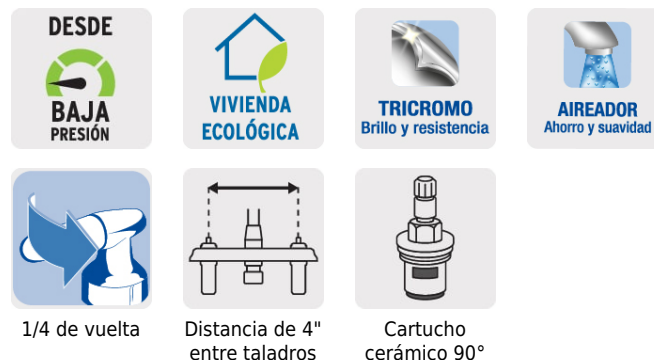 DESDE
BAJA
PRESIÓN
VIVIENDA
ECOLÓGICA
TRICROMO
Brillo y resistencia
AIREADOR
Ahorro y suavidad
1/4 de vuelta
Distancia de 4"
entre taladros
Cartucho
cerámico 90°